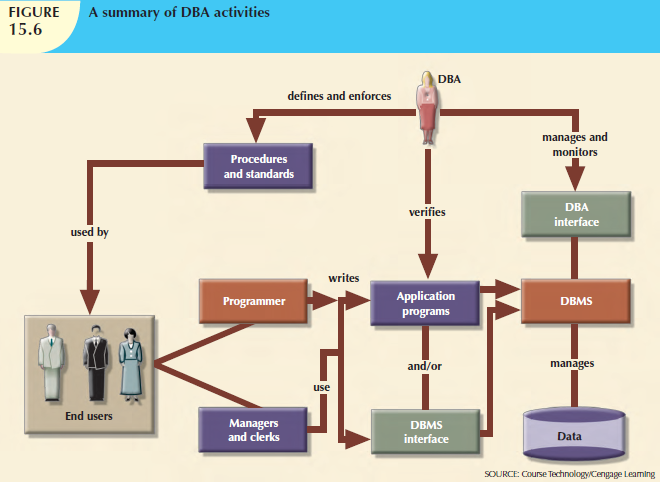 FIGURE
15.6
A summary of DBA activities
DBA
defines and enforces
manages and
monitors
Procedures
and standards
DBA
interface
verifies
used by
writes
Programmer
Application
programs
DBMS
and/or
manages
use
End users
Managers
and clerks
DBMS
interface
Data
SOURCE: Course Technology/Cengage Learning